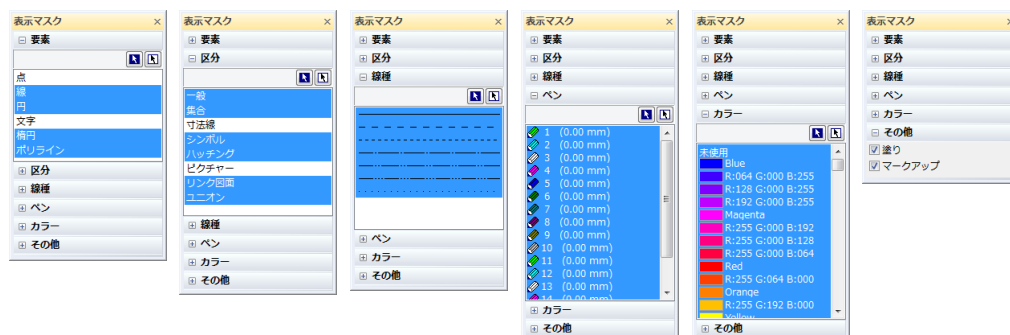 表示マスク
要素
点
線
円
文字
楕円
ポリライン
区分
線種
ペン
カラー
その他
表示マスク
要素
区分
一般
集合
寸法線
シンボル
ハッチング
ピクチャー
リンク図面
ユニオン
線種
ペン
カラー
その他
表示マスク
要素
区分
線種
ペン
カラー
その他
表示マスク
要素
区分
線種
ペン
1 (0.00 mm)
2 (0.00 mm)
3 (0.00 mm)
4 (0.00 mm)
5 (0.00 mm)
6 (0.00 mm)
7 (0.00 mm)
8 (0.00 mm)
9 (0.00 mm)
10 (0.00 mm)
11 (0.00 mm)
12 (0.00 mm)
13 (0.00 mm)
14 (0.00 mm)
カラー
その他
表示マスク
要素
区分
線種
ペン
カラー
未使用
Blue
R:064 G:000 B:255
R:128 G:000 B:255
R:192 G:000 B:255
Magenta
R:255 G:000 B:192
R:255 G:000 B:128
R:255 G:000 B:064
Red
R:255 G:064 B:000
Orange
R:255 G:192 B:000
Yellow
その他
表示マスク
要素
区分
線種
ペン
カラー
その他
塗り
マークアップ